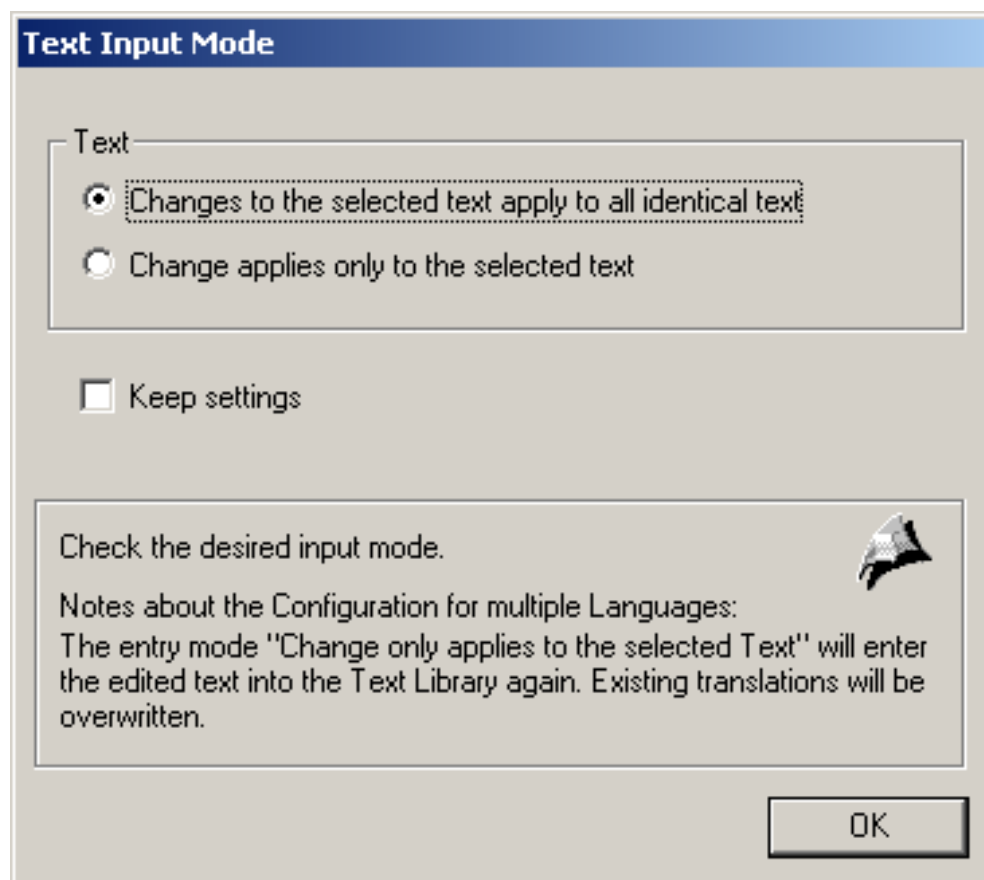 Text Input Mode
Text
Changes to the selected text apply to all identical text
Change applies only to the selected text
Keep settings
Check the desired input mode.
Notes about the Configuration for multiple Languages:
The entry mode "Change only applies to the selected Text" will enter
the edited text into the Text Library again. Existing translations will be
overwritten.
OK